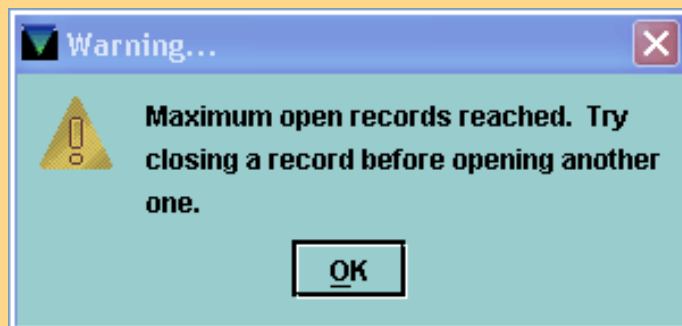 Warning...
Maximum open records reached.  Try
closing a record before opening another
one.
OK